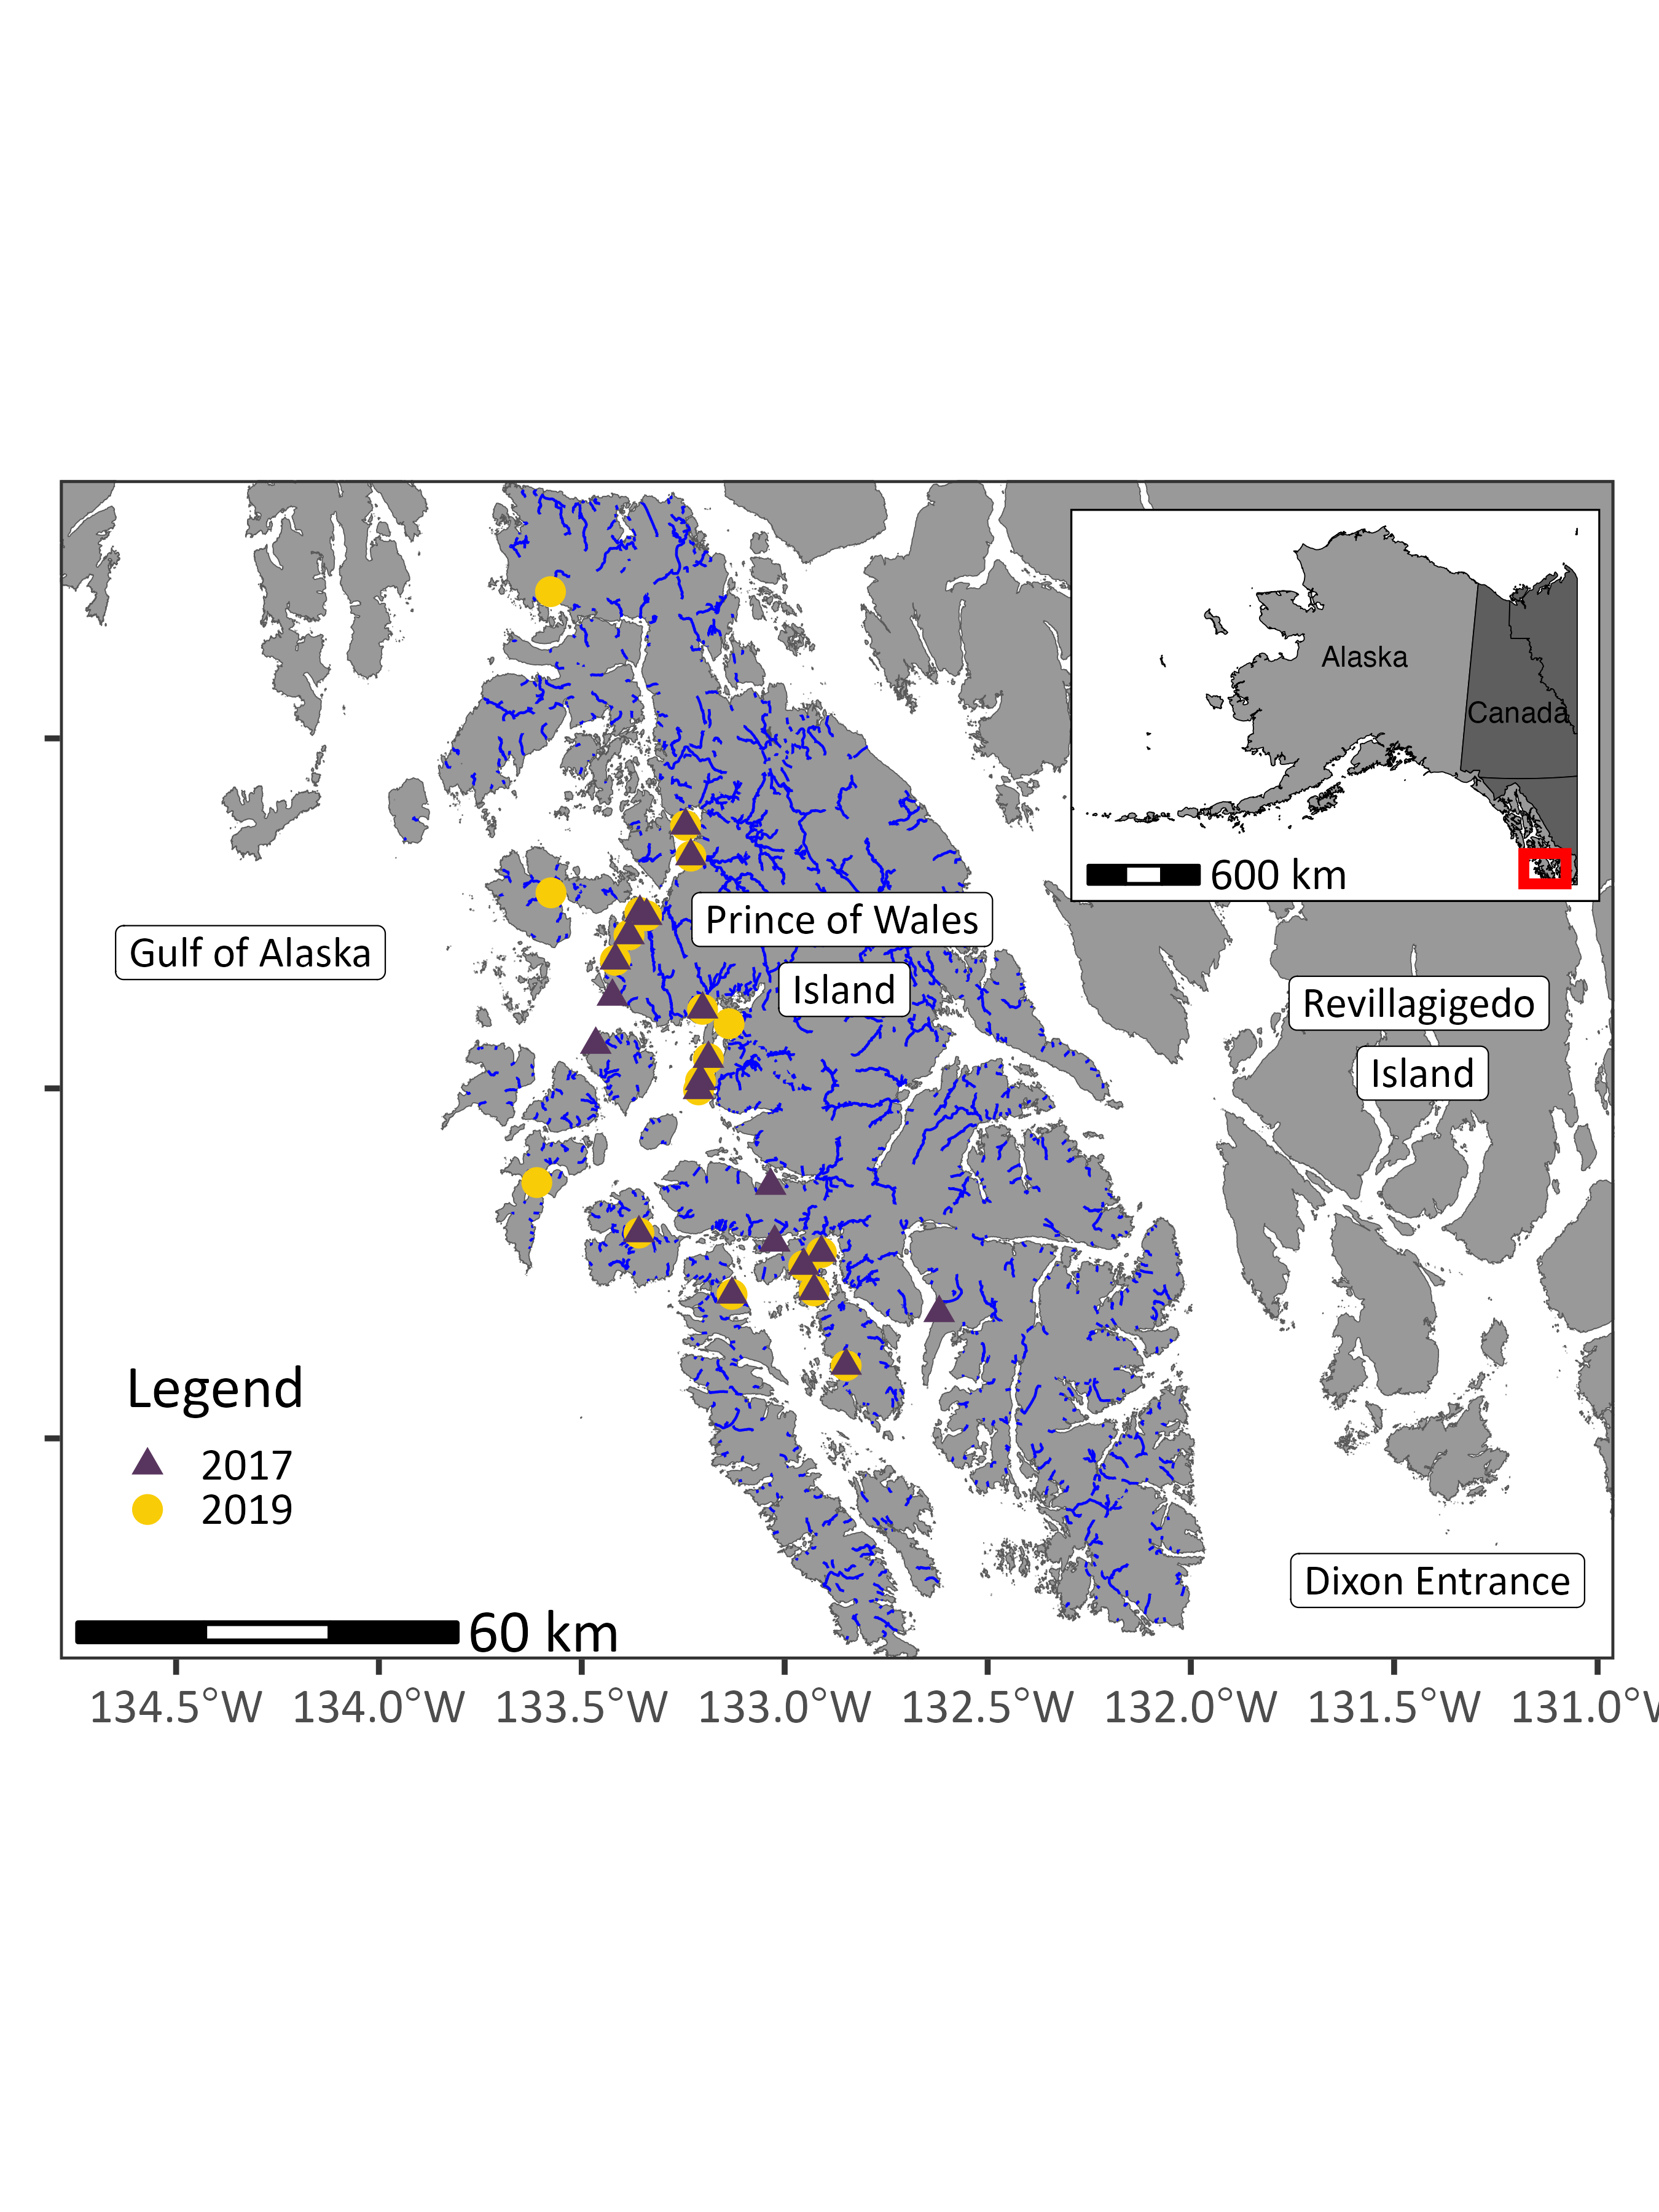 Alaska
Canada
600 km
Prince of Wales
Island
Gulf of Alaska
Revillagigedo
Island
Legend
2017
2019
Dixon Entrance
60 km
134.5°W 134.0°W 133.5°W 133.0°W 132.5°W 132.0°W 131.5°W 131.0°W